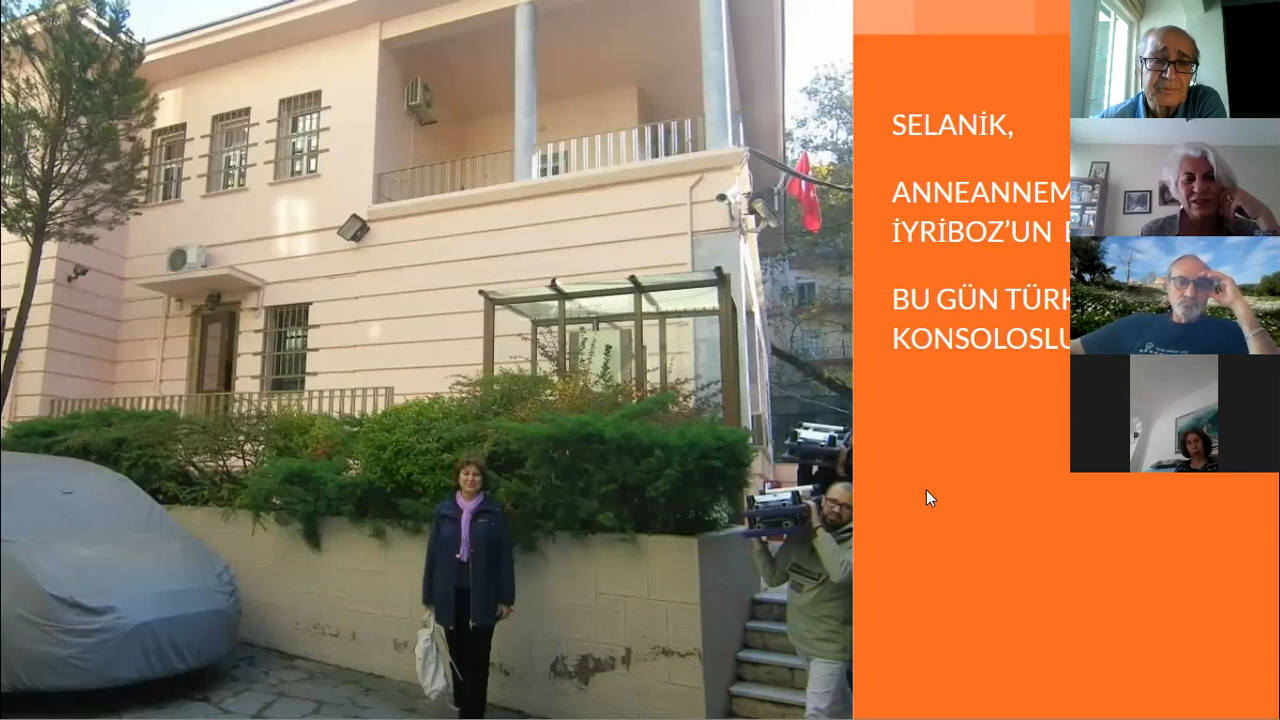 SELANİK,
ANNEANNEM
İYRİBOZ'UN
BU GÜN TÜRK
KONSOLOSLU